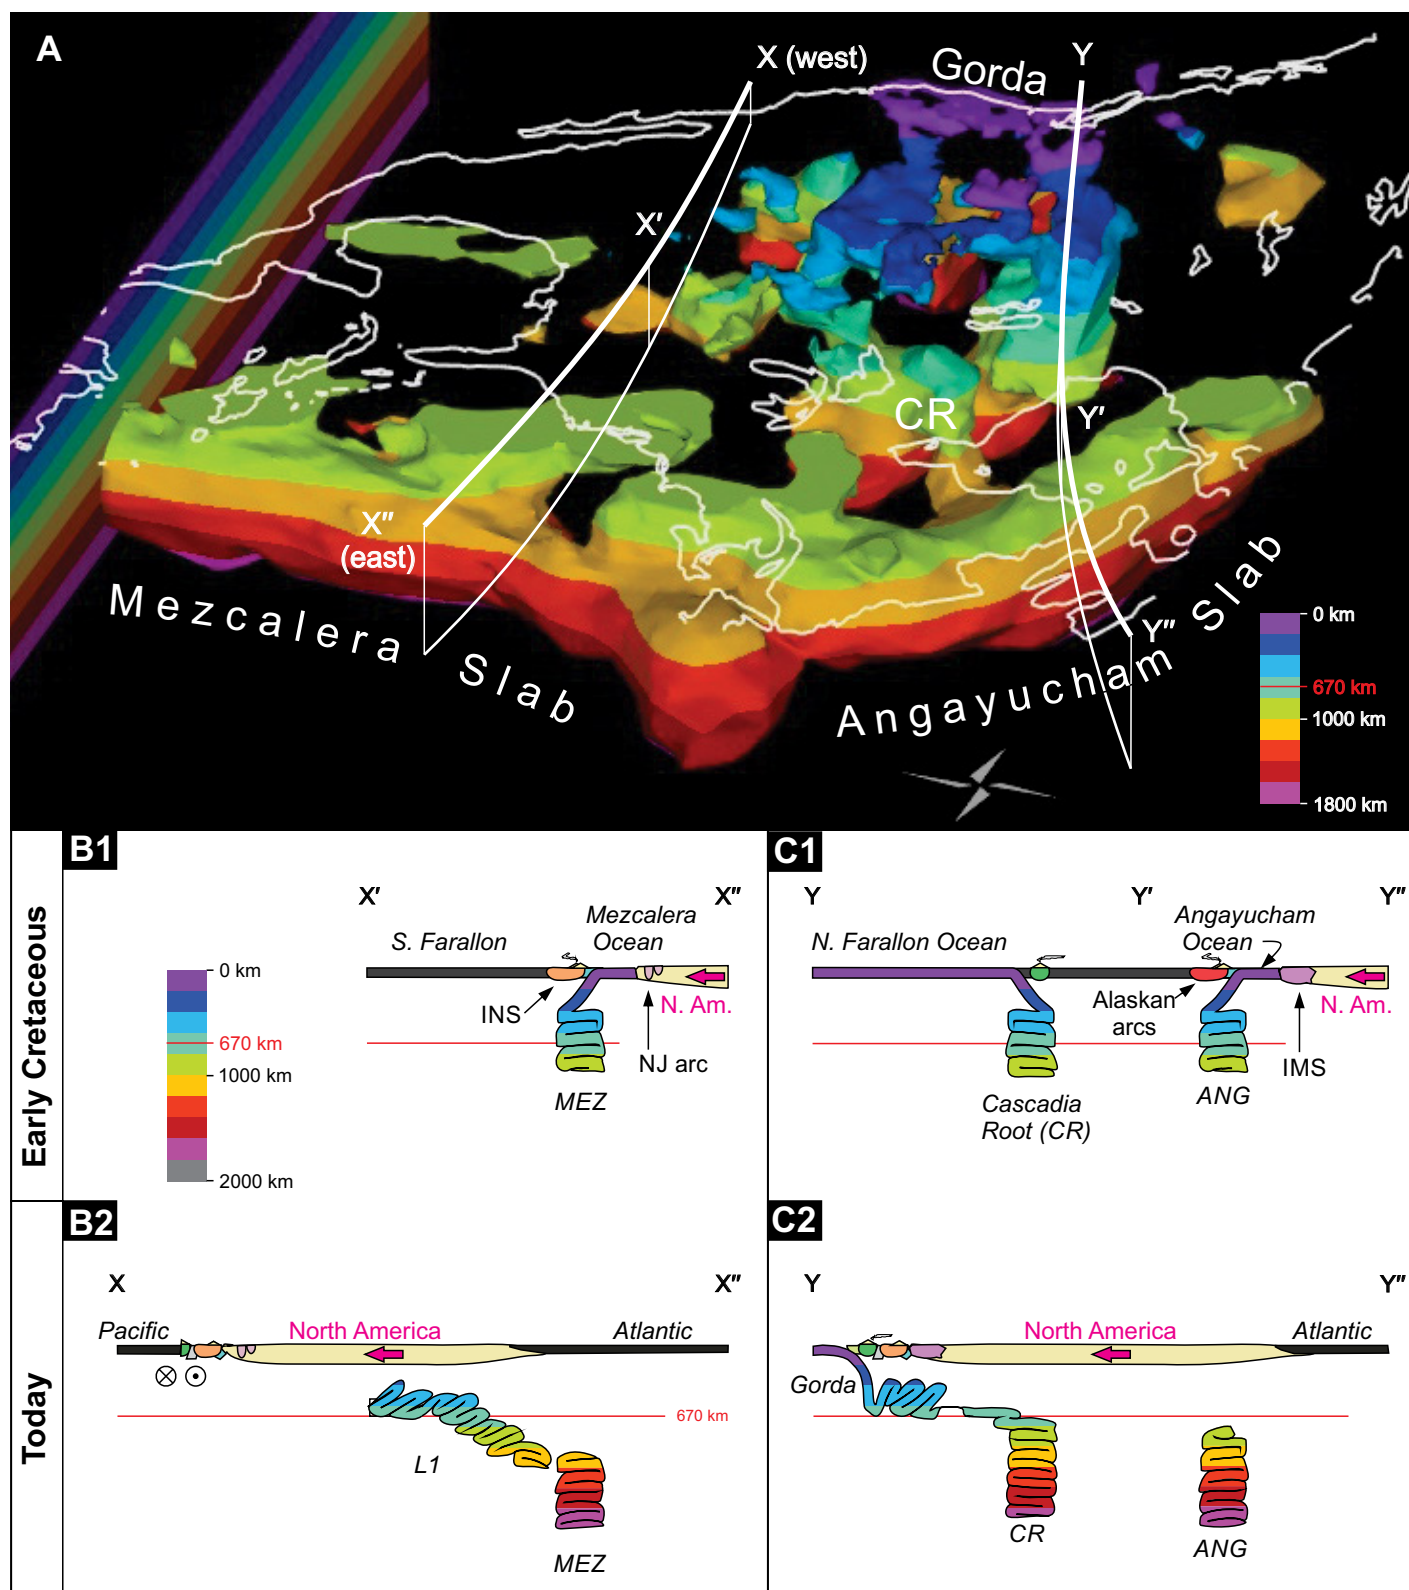 A
X (west)
Gorda
Y
X′
CR
Y′
X″
(east)
Mezcalera Slab
Angayucham Slab
Y″
0 km
670 km
1000 km
1800 km
Early Cretaceous
B1
X′
X″
S. Farallon
Mezcalera
Ocean
INS
N. Am.
NJ arc
MEZ
0 km
670 km
1000 km
2000 km
C1
Y
Y′
Y″
N. Farallon Ocean
Angayucham
Ocean
Alaskan
arcs
N. Am.
IMS
Cascadia
Root (CR)
ANG
Today
B2
X
X″
Pacific
North America
Atlantic
670 km
L1
MEZ
C2
Y
Y″
North America
Atlantic
Gorda
CR
ANG